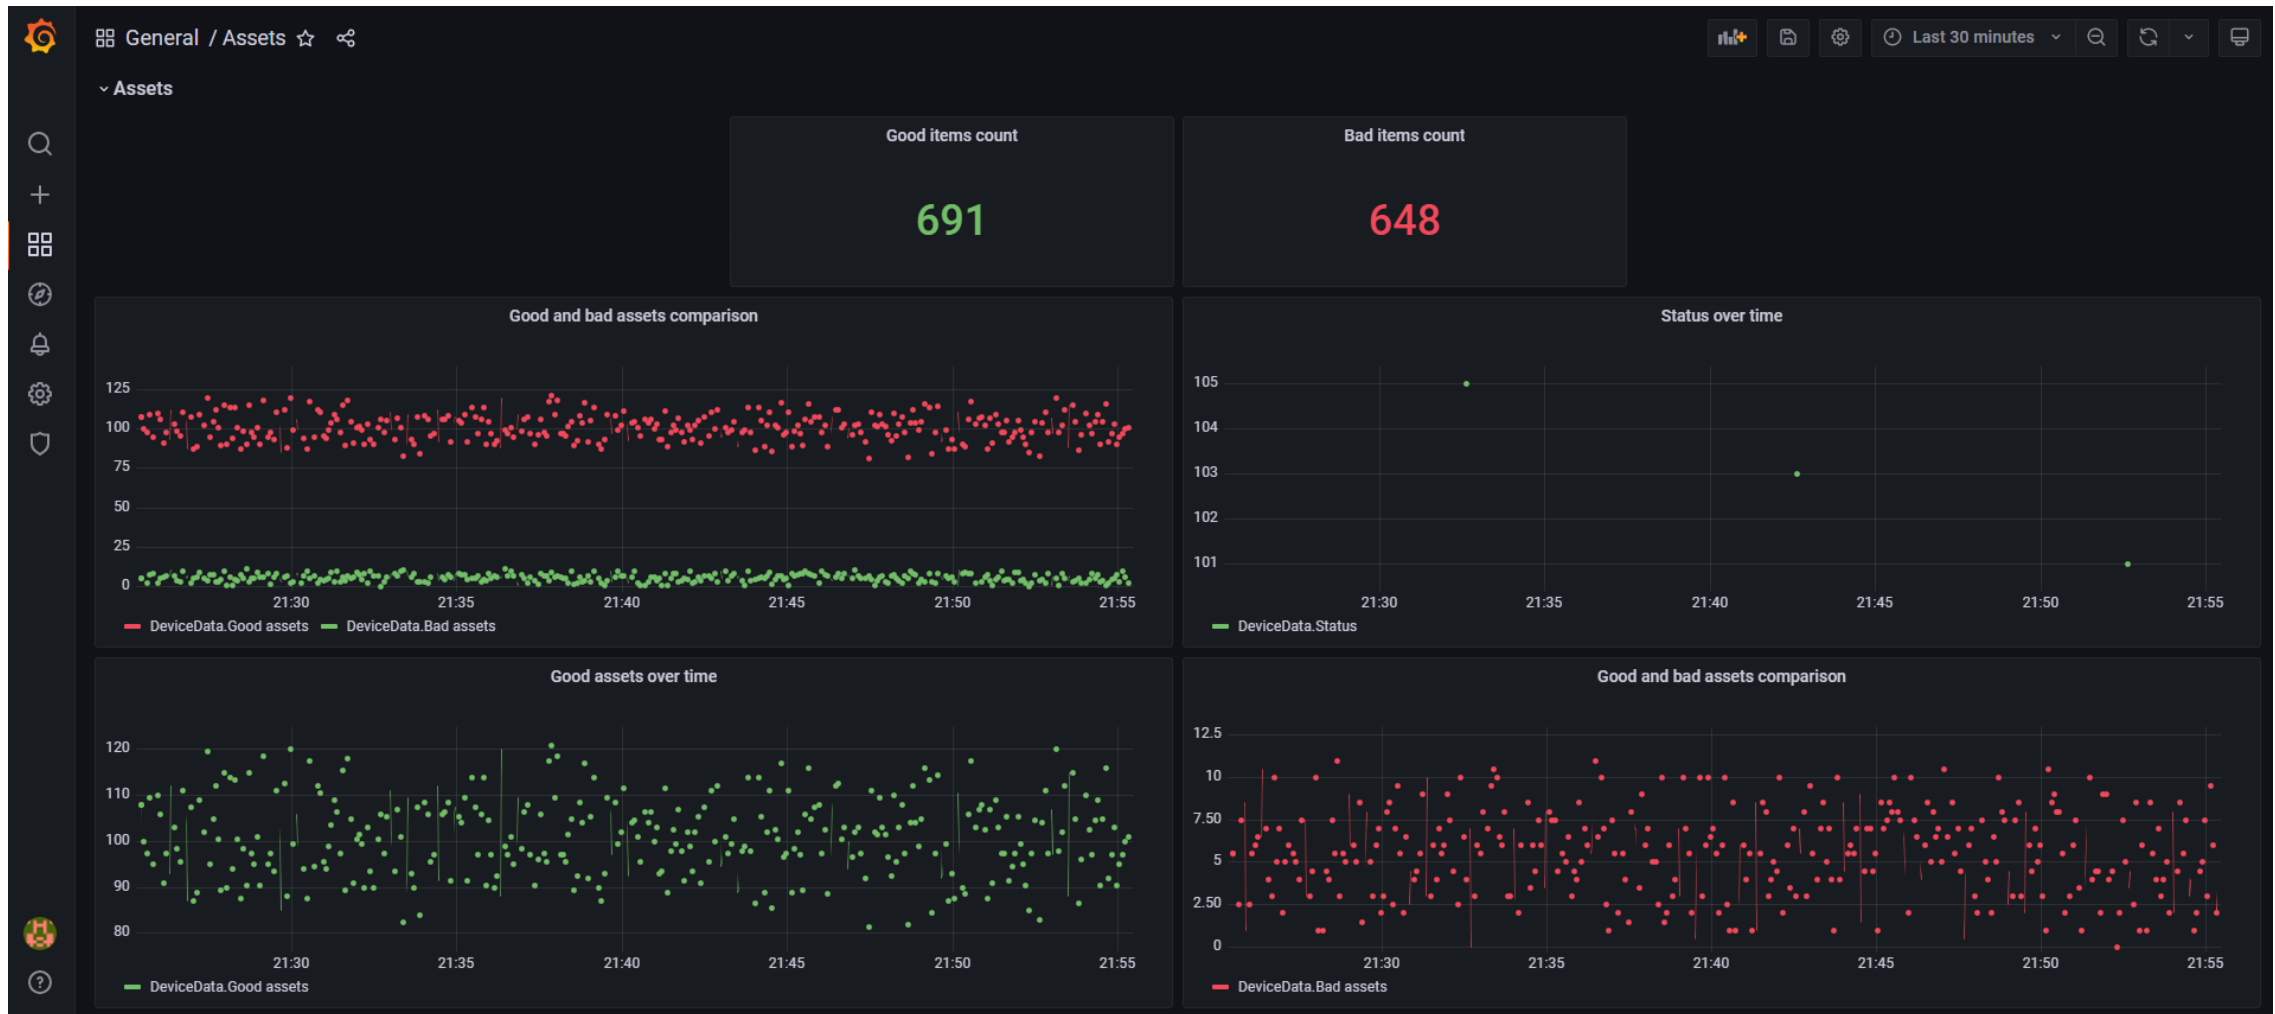 General / Assets
Last 30 minutes
Assets
Good items count
691
Bad items count
648
Good and bad assets comparison
125
100
75
50
25
0
21:30 21:35 21:40 21:45 21:50 21:55
DeviceData.Good assets DeviceData.Bad assets
Status over time
105
104
103
102
101
21:30 21:35 21:40 21:45 21:50 21:55
DeviceData.Status
Good assets over time
120
110
100
90
80
21:30 21:35 21:40 21:45 21:50 21:55
DeviceData.Good assets
Good and bad assets comparison
12.5
10
7.50
5
2.50
0
21:30 21:35 21:40 21:45 21:50 21:55
DeviceData.Bad assets